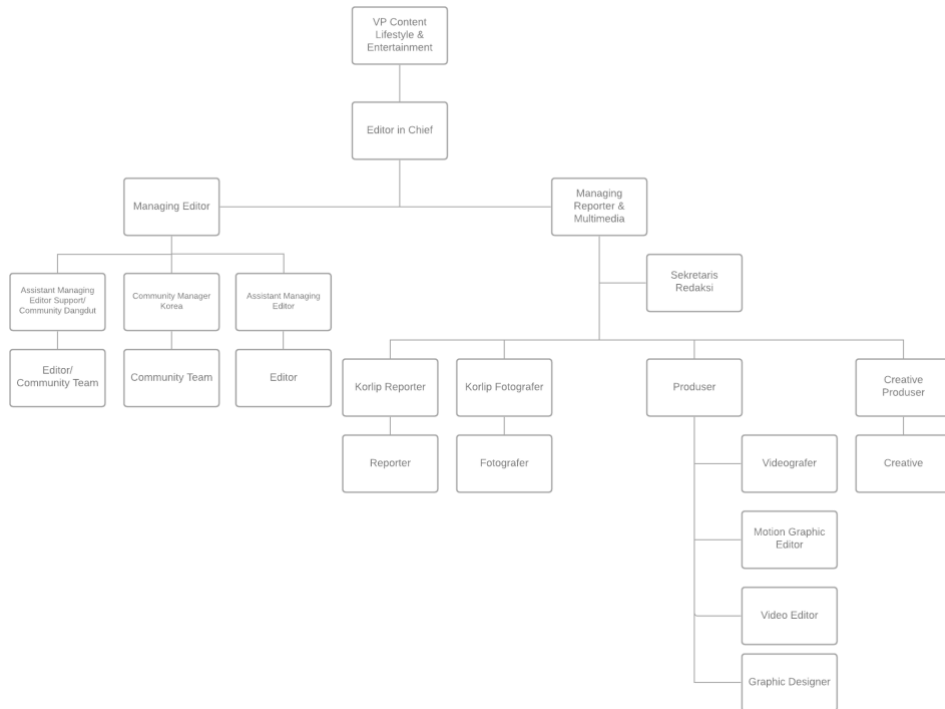 VP Content
Lifestyle &
Entertainment
Editor in Chief
Managing Editor
Managing
Reporter &
Multimedia
Sekretaris
Redaksi
Assistant Managing
Editor Support/
Community Dangdut
Community Manager
Korea
Assistant Managing
Editor
Editor/
Community Team
Community Team
Editor
Korlip Reporter
Korlip Fotografer
Produser
Creative
Produser
Reporter
Fotografer
Videografer
Creative
Motion Graphic
Editor
Video Editor
Graphic Designer